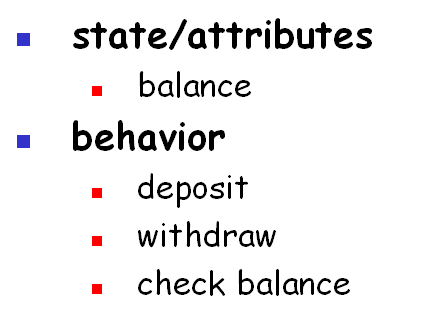 state/attributes
balance
behavior
deposit
withdraw
check balance